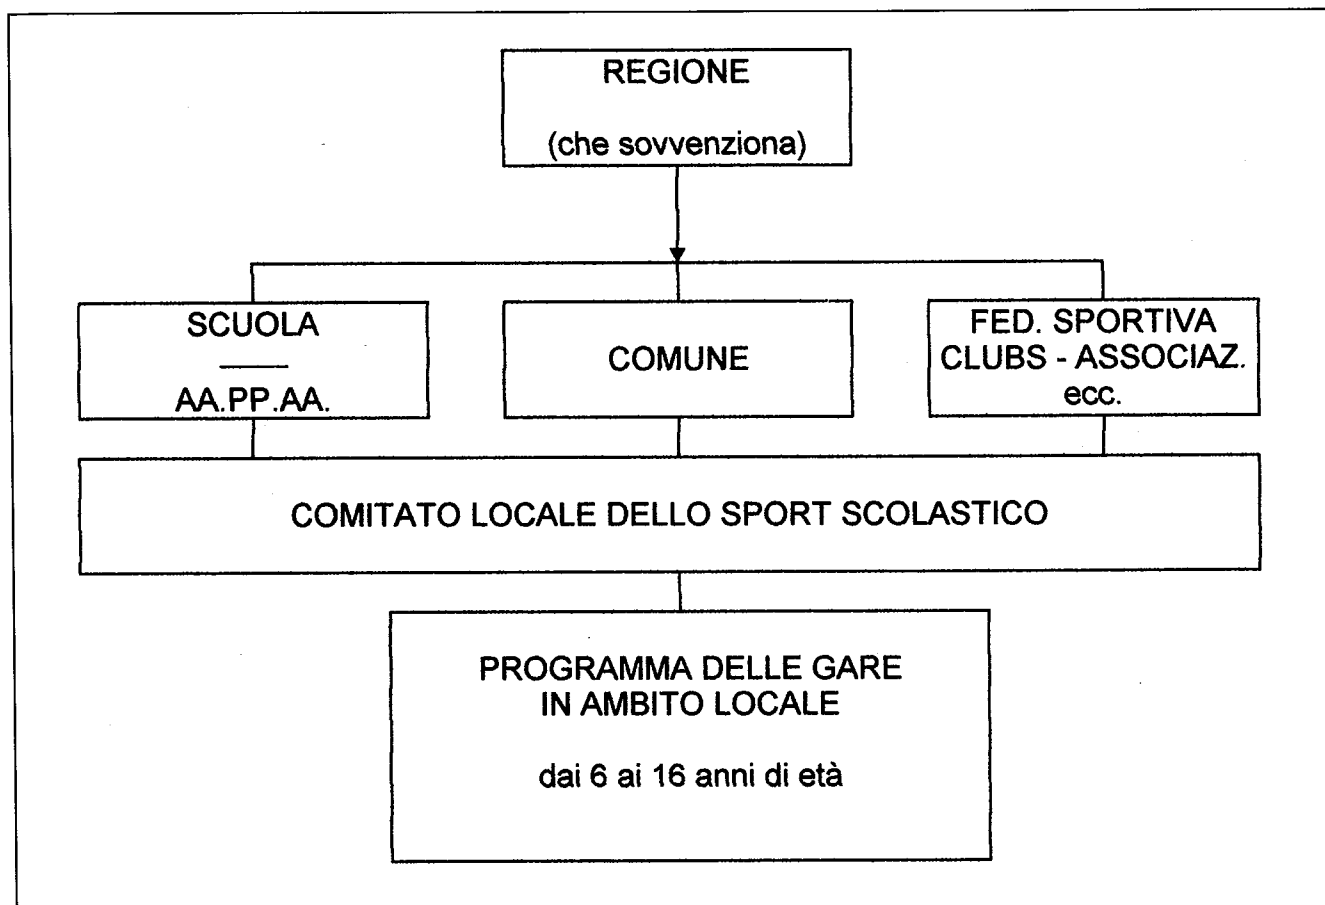 REGIONE
(che sovvenziona)
SCUOLA
AA.PP.AA.
COMUNE
FED. SPORTIVA
CLUBS - ASSOCIAZ.
ecc.
COMITATO LOCALE DELLO SPORT SCOLASTICO
PROGRAMMA DELLE GARE
IN AMBITO LOCALE
dai 6 ai 16 anni di età